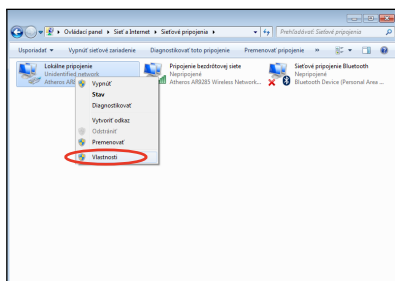 Ovládací panel ▸ Sieť a Internet ▸ Sieťové pripojenia ▸
Prehľadávať: Sieťové pripojenia
Usporiadať Vypnúť sieťové zariadenie Diagnostikovať toto pripojenie Premenovať pripojenie »
Lokálne pripojenie
Unidentified network
Atheros AR8
Pripojenie bezdrôtovej siete
Nepripojené
Atheros AR9285 Wireless Network...
Sieťové pripojenie Bluetooth
Nepripojené
Bluetooth Device (Personal Area ...
Vypnúť
Stav
Diagnostikovať
Vytvoriť odkaz
Odstrániť
Premenovať
Vlastnosti